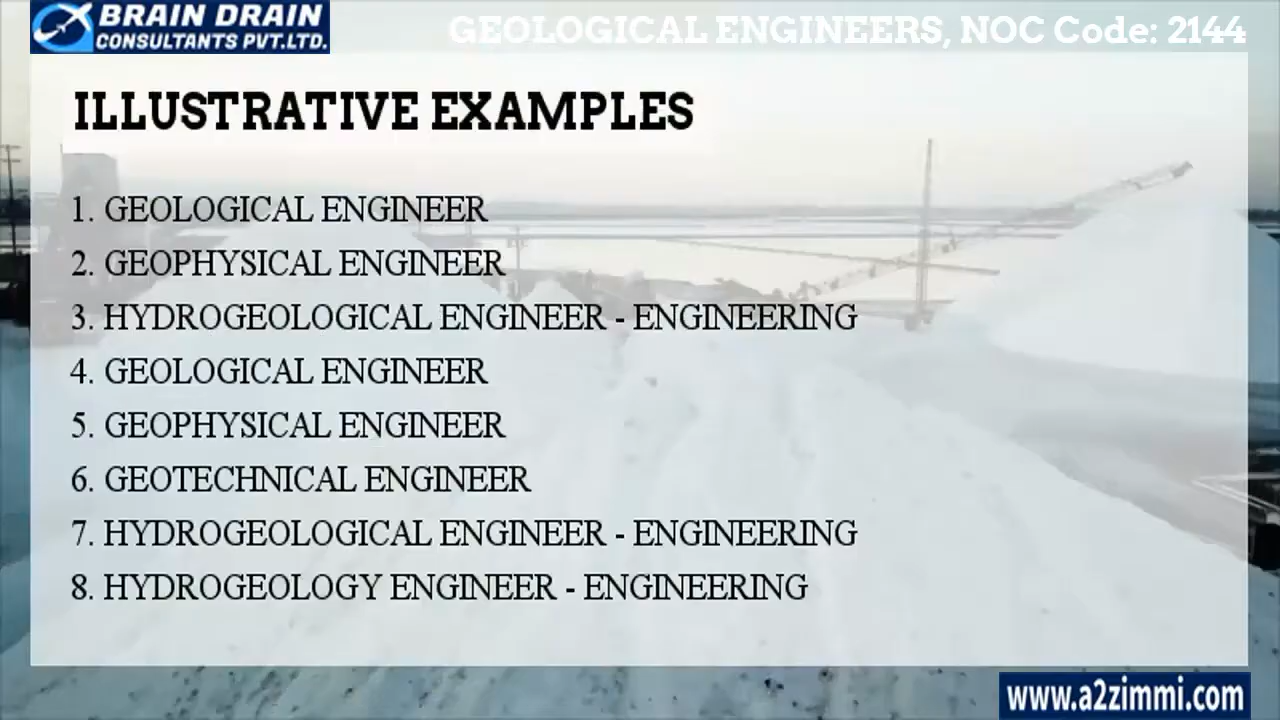 BRAIN DRAIN
CONSULTANTS PVT.LTD.
GEOLOGICAL ENGINEERS, NOC Code: 2144
ILLUSTRATIVE EXAMPLES
1. GEOLOGICAL ENGINEER
2. GEOPHYSICAL ENGINEER
3. HYDROGEOLOGICAL ENGINEER - ENGINEERING
4. GEOLOGICAL ENGINEER
5. GEOPHYSICAL ENGINEER
6. GEOTECHNICAL ENGINEER
7. HYDROGEOLOGICAL ENGINEER - ENGINEERING
8. HYDROGEOLOGY ENGINEER - ENGINEERING
www.a2zimmi.com